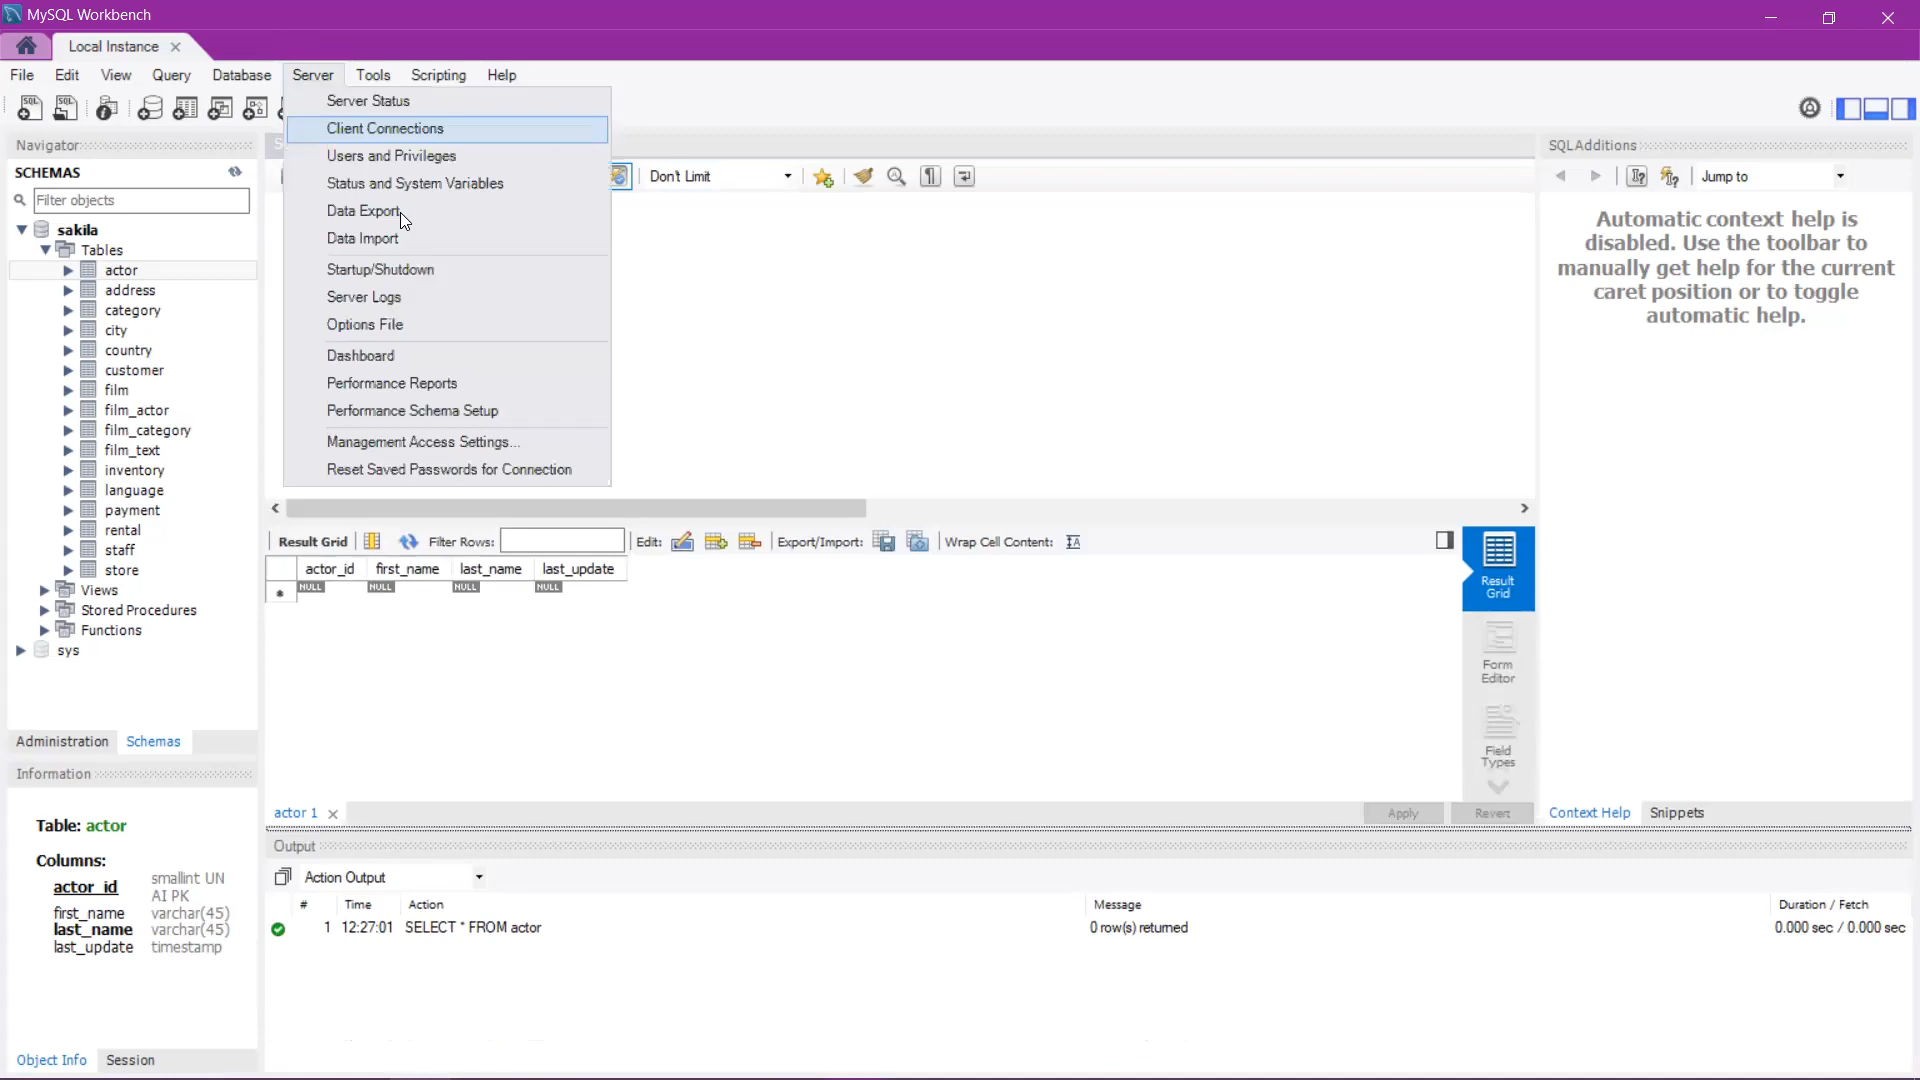 MySQL Workbench
Local Instance
File Edit View Query Database Server Tools Scripting Help
Server Status
Client Connections
Users and Privileges
Status and System Variables
Data Export
Data Import
Startup/Shutdown
Server Logs
Options File
Dashboard
Performance Reports
Performance Schema Setup
Management Access Settings...
Reset Saved Passwords for Connection
Navigator
SCHEMAS
Filter objects
sakila
Tables
actor
address
category
city
country
customer
film
film_actor
film_category
film_text
inventory
language
payment
rental
staff
store
Views
Stored Procedures
Functions
sys
Administration Schemas
Information
Table: actor
Columns:
actor_id smallint UN
AI PK
first_name varchar(45)
last_name varchar(45)
last_update timestamp
Object Info Session
Don't Limit
Result Grid Filter Rows: Edit: Export/Import: Wrap Cell Content:
actor_id first_name last_name last_update
NULL NULL NULL NULL
Result
Grid
Form
Editor
Field
Types
actor 1 Apply Revert
Output
Action Output
# Time Action Message Duration / Fetch
1 12:27:01 SELECT * FROM actor 0 row(s) returned 0.000 sec / 0.000 sec
SQLAdditions
Jump to
Automatic context help is
disabled. Use the toolbar to
manually get help for the current
caret position or to toggle
automatic help.
Context Help Snippets